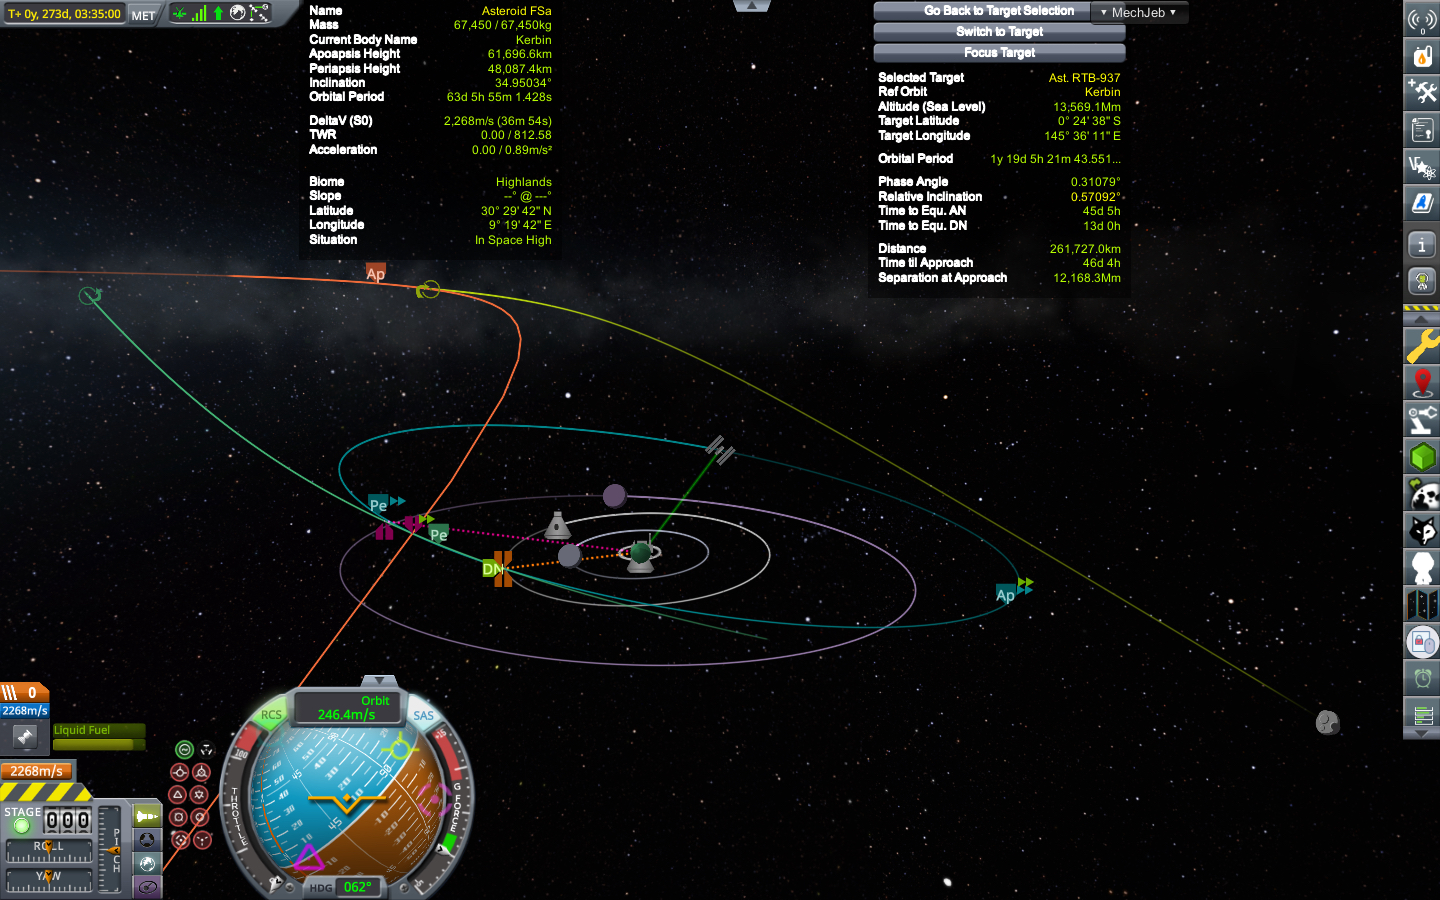 T+ 0y, 273d, 03:35:00 MET
Name Asteroid FSa
Mass 67,450 / 67,450kg
Current Body Name Kerbin
Apoapsis Height 61,696.6km
Periapsis Height 48,087.4km
Inclination 34.95034°
Orbital Period 63d 5h 55m 1.428s
DeltaV (S0) 2,268m/s (36m 54s)
TWR 0.00 / 812.58
Acceleration 0.00 / 0.89m/s²
Biome Highlands
Slope --° @ ---°
Latitude 30° 29' 42" N
Longitude 9° 19' 42" E
Situation In Space High
Go Back to Target Selection
▾ MechJeb ▾
Switch to Target
Focus Target
Selected Target Ast. RTB-937
Ref Orbit Kerbin
Altitude (Sea Level) 13,569.1Mm
Target Latitude 0° 24' 38" S
Target Longitude 145° 36' 11" E
Orbital Period 1y 19d 5h 21m 43.551...
Phase Angle 0.31079°
Relative Inclination 0.57092°
Time to Equ. AN 45d 5h
Time to Equ. DN 13d 0h
Distance 261,727.0km
Time til Approach 46d 4h
Separation at Approach 12,168.3Mm
0
Ap
Pe
Pe
DN
Ap
0
2268m/s
Liquid Fuel
2268m/s
STAGE
000
ROLL
YAW
PITCH
RCS
Orbit
246.4m/s
SAS
THROTTLE
100
G FORCE
+15
HDG 062°